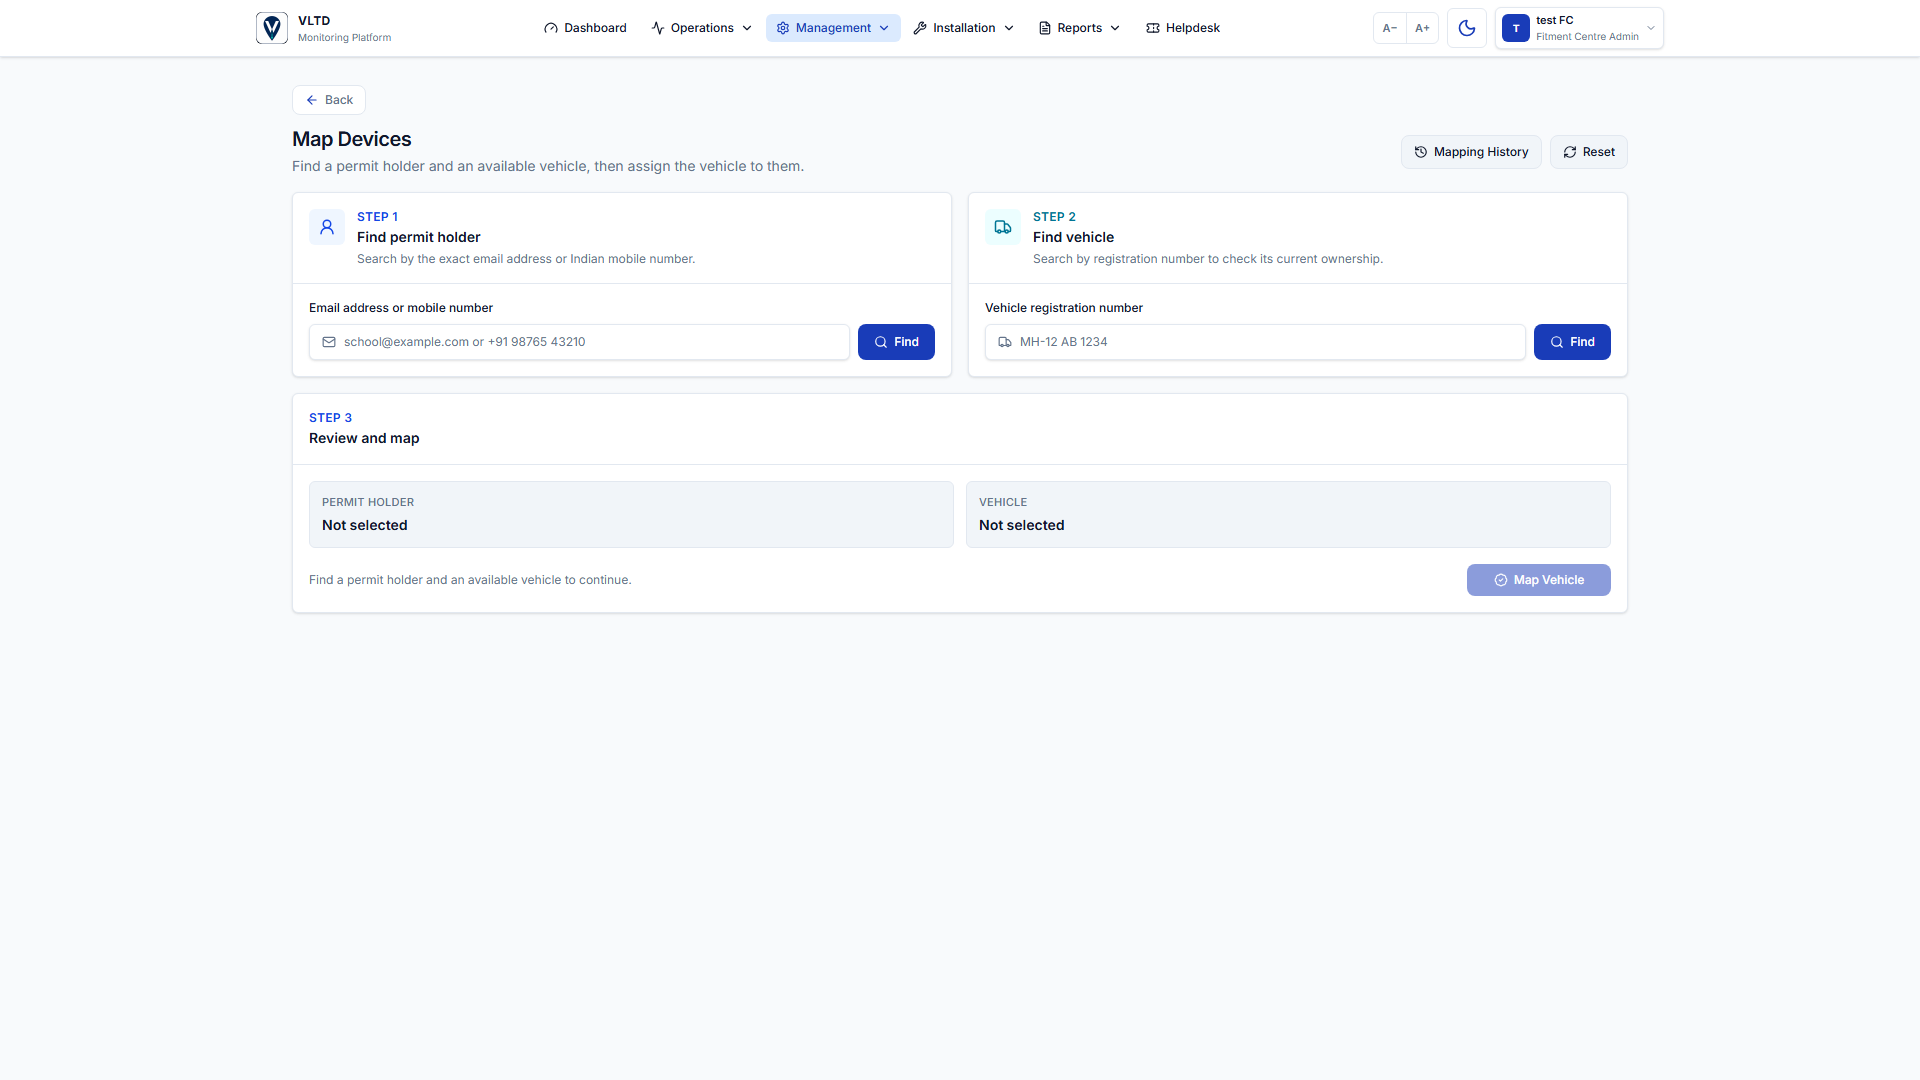 VLTD
Monitoring Platform
Dashboard
Operations
Management
Installation
Reports
Helpdesk
A-
A+
T
test FC
Fitment Centre Admin
Back
Map Devices
Find a permit holder and an available vehicle, then assign the vehicle to them.
Mapping History
Reset
STEP 1
Find permit holder
Search by the exact email address or Indian mobile number.
Email address or mobile number
school@example.com or +91 98765 43210
Find
STEP 2
Find vehicle
Search by registration number to check its current ownership.
Vehicle registration number
MH-12 AB 1234
Find
STEP 3
Review and map
PERMIT HOLDER
Not selected
VEHICLE
Not selected
Find a permit holder and an available vehicle to continue.
Map Vehicle